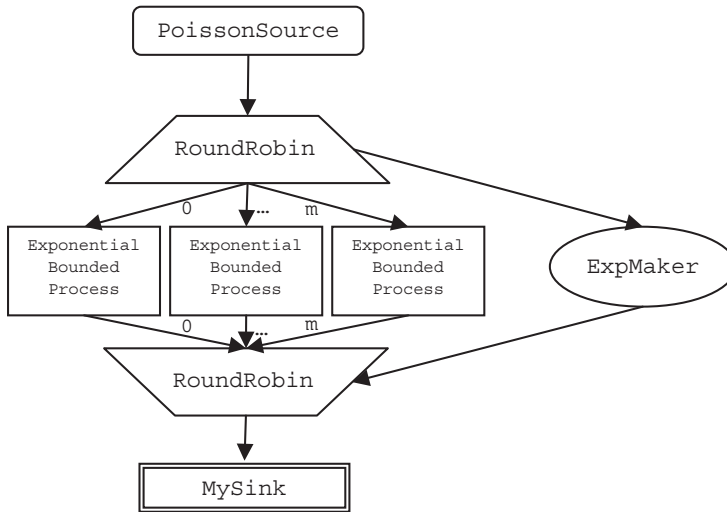 PoissonSource
RoundRobin
0
...
m
Exponential
Bounded
Process
Exponential
Bounded
Process
Exponential
Bounded
Process
ExpMaker
0
...
m
RoundRobin
MySink